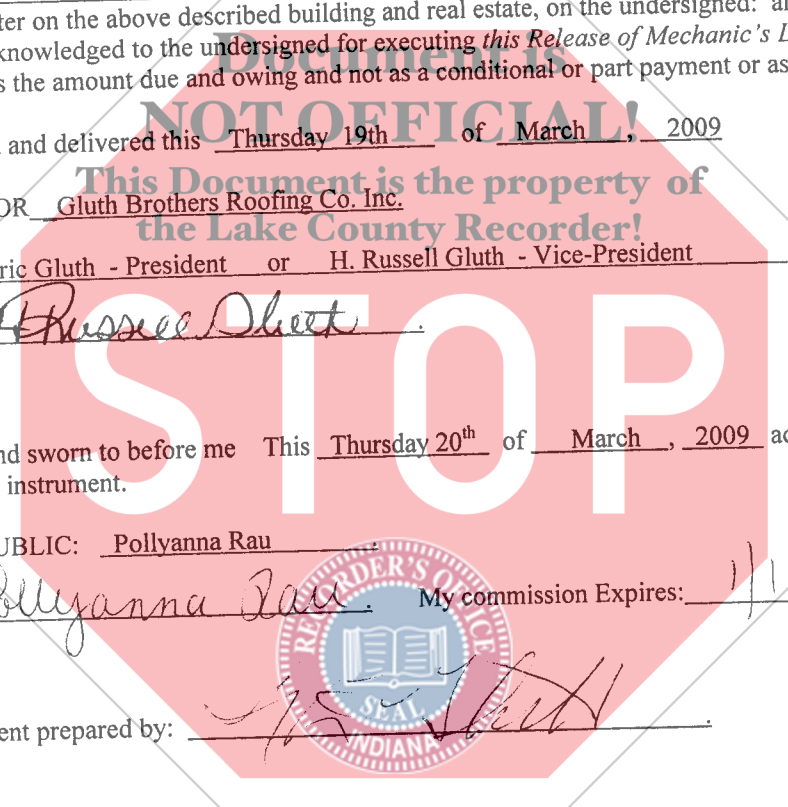 ter on the above described building and real estate, on the undersigned:
knowledged to the undersigned for executing this Release of Mechanic's L
s the amount due and owing and not as a conditional or part payment or as
Document is
NOT OFFICIAL!
and delivered this Thursday 19th of March, 2009
This Document is the property of
the Lake County Recorder!
OR Gluth Brothers Roofing Co. Inc.
ric Gluth - President or H. Russell Gluth - Vice-President
H Russell Gluth
STOP
nd sworn to before me This Thursday 20th of March, 2009
instrument.
UBLIC: Pollyanna Rau.
Pollyanna Rau. My commission Expires:
RECORDER'S OFFICE
SEAL
INDIANA
ent prepared by: